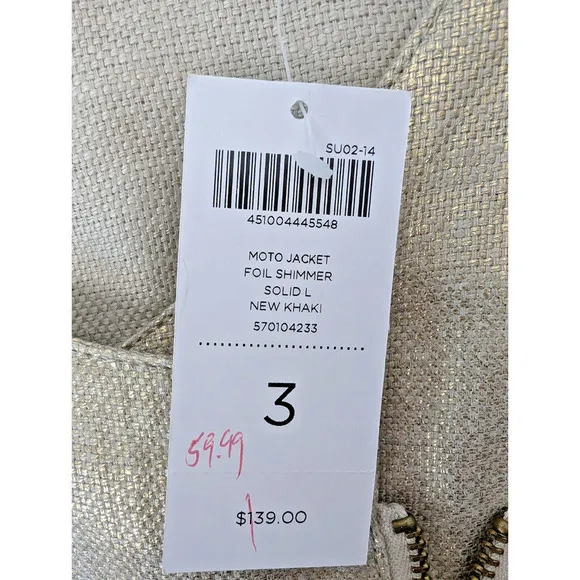 SU02-14
451004445548
MOTO JACKET
FOIL SHIMMER
SOLID L
NEW KHAKI
570104233
3
59.99
$139.00